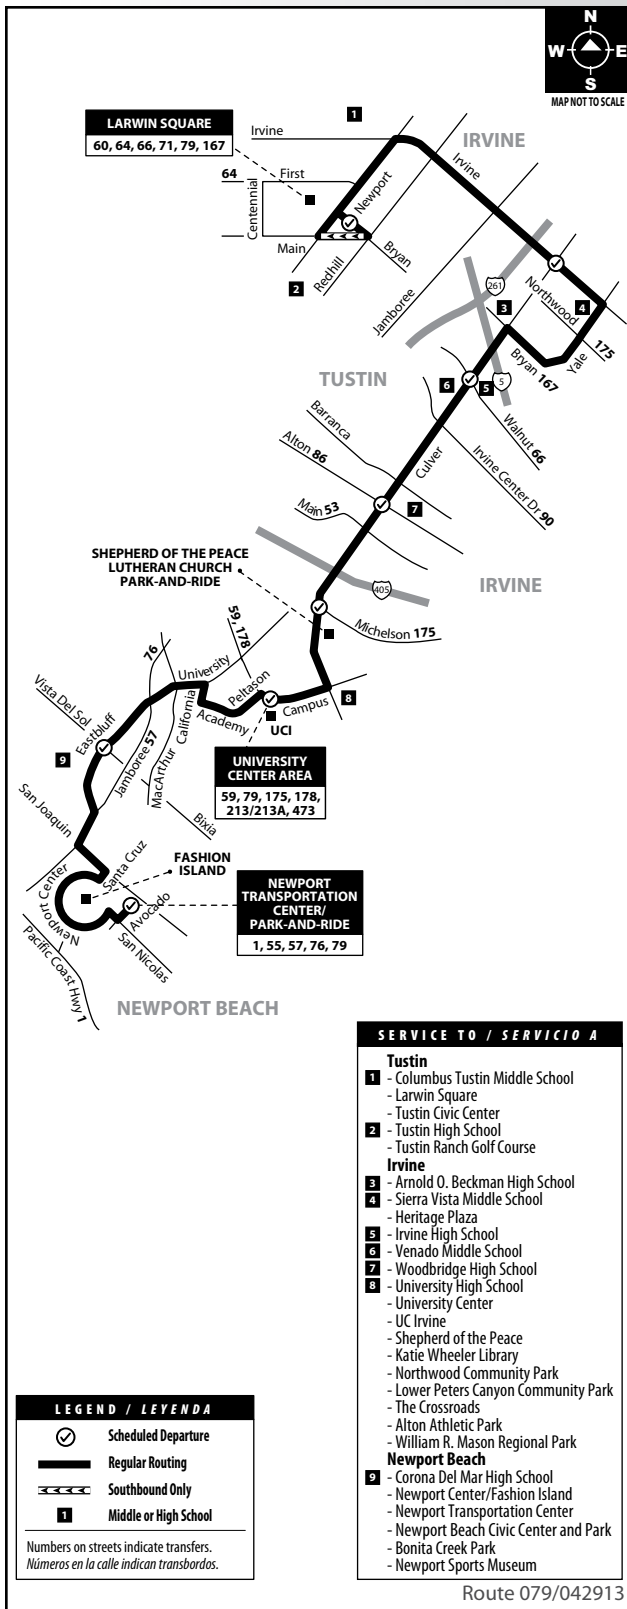 N
W E
S
MAP NOT TO SCALE
LARWIN SQUARE
60, 64, 66, 71, 79, 167
1
Irvine
IRVINE
Irvine
64
First
Centennial
Newport
Main
Bryan
2
Redhill
Jamboree
261
3
Northwood
4
175
Yale
Bryan 167
TUSTIN
6
5
5
Walnut 66
Barranca
Alton 86
Culver
Irvine Center Dr 90
Main 53
7
SHEPHERD OF THE PEACE
LUTHERAN CHURCH
PARK-AND-RIDE
405
IRVINE
59, 178
Michelson 175
76
University
Vista Del Sol
Peltason
California
Campus
8
Academy
Eastbluff
UCI
9
Jamboree 57
MacArthur
UNIVERSITY
CENTER AREA
59, 79, 175, 178,
213/213A, 473
San Joaquin
Bixia
FASHION
ISLAND
Santa Cruz
Newport Center
Avocado
NEWPORT
TRANSPORTATION
CENTER/
PARK-AND-RIDE
1, 55, 57, 76, 79
Newport
San Nicolas
Pacific Coast Hwy 1
NEWPORT BEACH
SERVICE TO / SERVICIO A
Tustin
1 - Columbus Tustin Middle School
- Larwin Square
- Tustin Civic Center
2 - Tustin High School
- Tustin Ranch Golf Course
Irvine
3 - Arnold O. Beckman High School
4 - Sierra Vista Middle School
- Heritage Plaza
5 - Irvine High School
6 - Venado Middle School
7 - Woodbridge High School
8 - University High School
- University Center
- UC Irvine
- Shepherd of the Peace
- Katie Wheeler Library
- Northwood Community Park
- Lower Peters Canyon Community Park
- The Crossroads
- Alton Athletic Park
- William R. Mason Regional Park
Newport Beach
9 - Corona Del Mar High School
- Newport Center/Fashion Island
- Newport Transportation Center
- Newport Beach Civic Center and Park
- Bonita Creek Park
- Newport Sports Museum
LEGEND / LEYENDA
Scheduled Departure
Regular Routing
Southbound Only
1 Middle or High School
Numbers on streets indicate transfers.
Números en la calle indican transbordos.
Route 079/042913